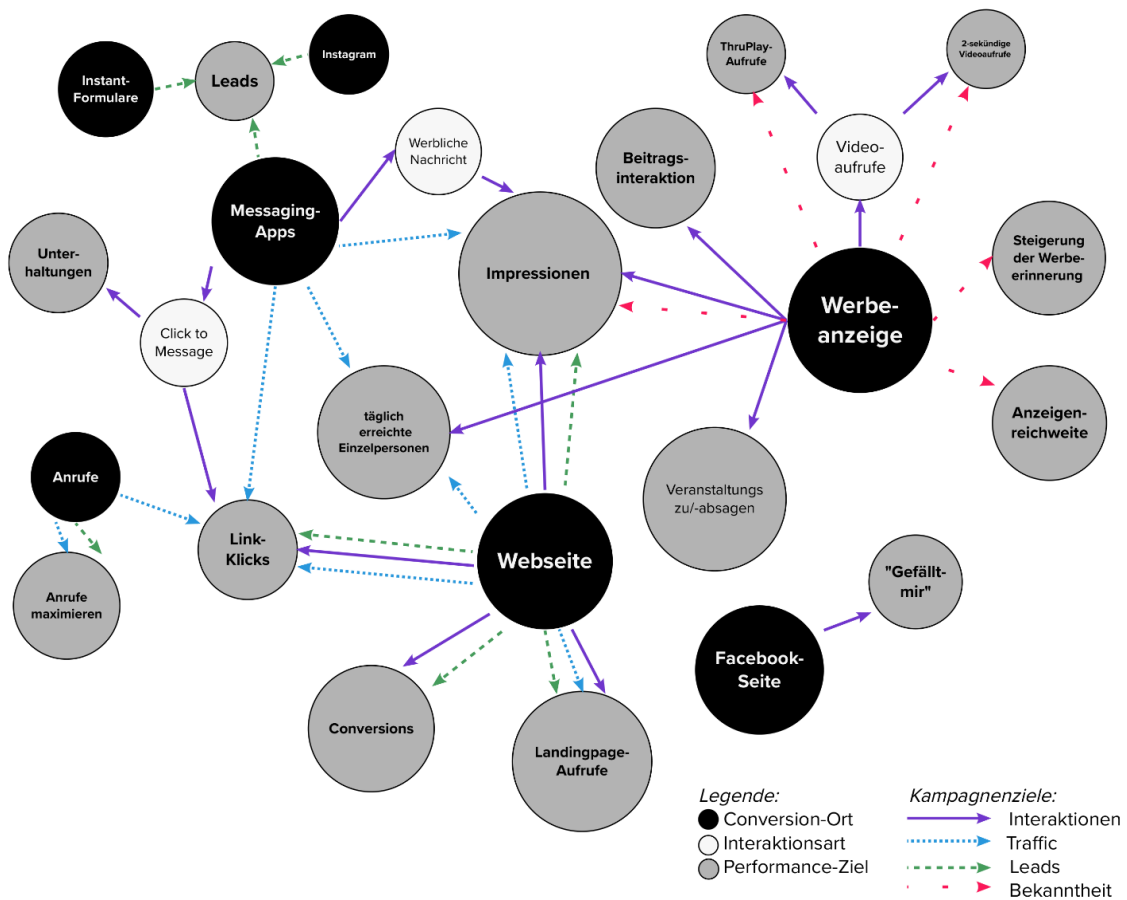 Instant-
Formulare
Leads
Instagram
ThruPlay-
Aufrufe
2-sekündige
Videoaufrufe
Werbliche
Nachricht
Beitrags-
interaktion
Video-
aufrufe
Messaging-
Apps
Unter-
haltungen
Impressionen
Steigerung
der Werbe-
erinnerung
Click to
Message
Werbe-
anzeige
täglich
erreichte
Einzelpersonen
Anzeigen-
reichweite
Anrufe
Veranstaltungs
zu/-absagen
Link-
Klicks
Webseite
Anrufe
maximieren
"Gefällt-
mir"
Facebook-
Seite
Conversions
Landingpage-
Aufrufe
Legende:
Conversion-Ort
Interaktionsart
Performance-Ziel
Kampagnenziele:
Interaktionen
Traffic
Leads
Bekanntheit